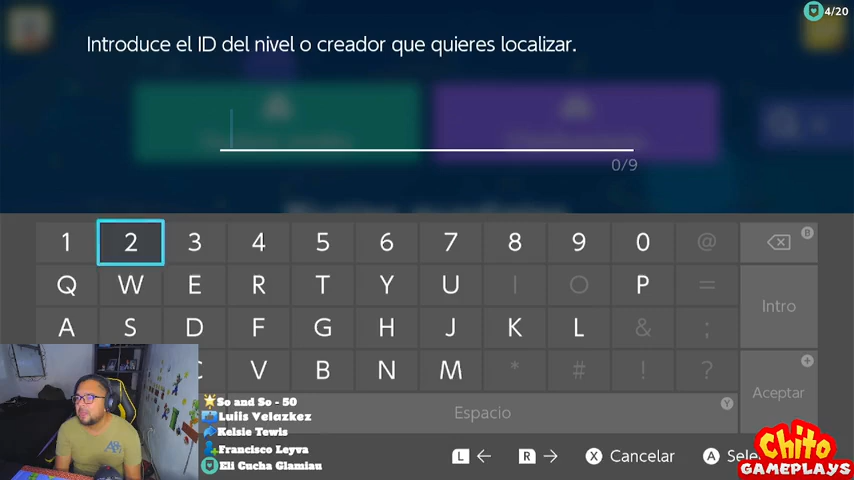 4/20
Introduce el ID del nivel o creador que quieres localizar.
0/9
1 2 3 4 5 6 7 8 9 0 @
B
Q W E R T Y U I O P =
Intro
A S D F G H J K L & ;
C V B N M * # ! ?
+
Aceptar
Espacio
Y
So and So - 50
Luiis Velazkez
Kelsie Tewis
Francisco Leyva
Eli Cucha Glamiau
L ← R → X Cancelar A Sele
Chito
GAMEPLAYS